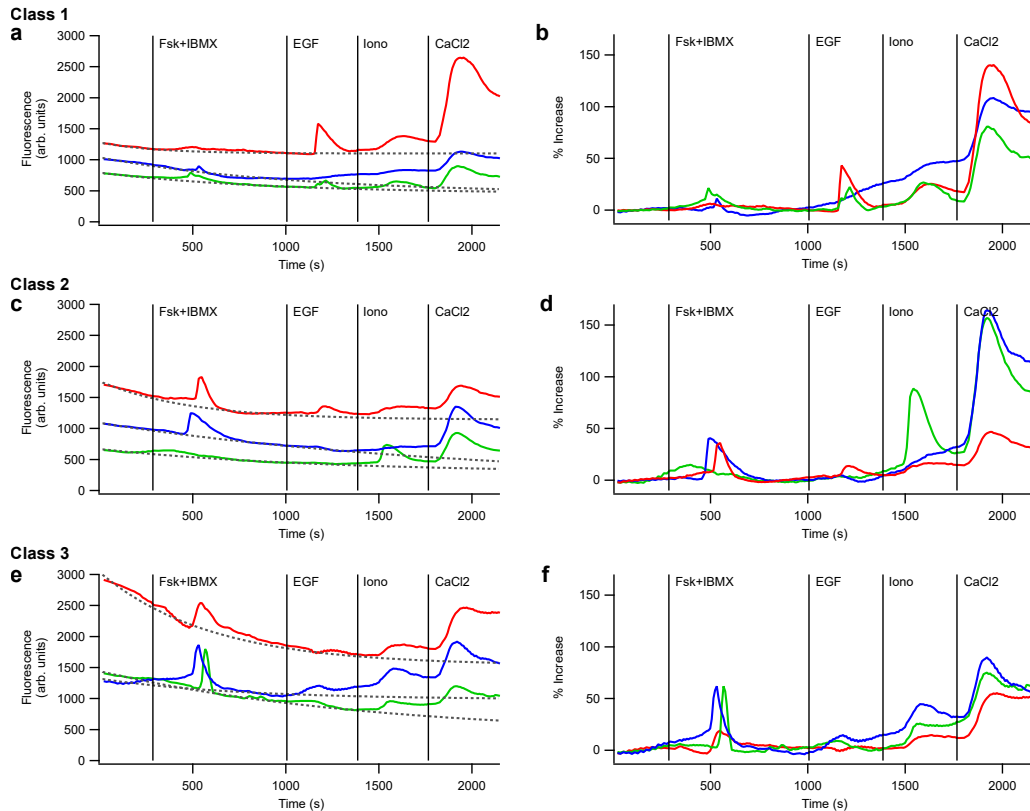 Class 1
a
3000
2500
2000
1500
1000
500
0
Fluorescence
(arb. units)
Fsk+IBMX
EGF
Iono
CaCl2
500
1000
1500
2000
Time (s)
b
150
100
50
0
% Increase
Fsk+IBMX
EGF
Iono
CaCl2
500
1000
1500
2000
Time (s)
Class 2
c
3000
2500
2000
1500
1000
500
0
Fluorescence
(arb. units)
Fsk+IBMX
EGF
Iono
CaCl2
500
1000
1500
2000
Time (s)
d
150
100
50
0
% Increase
Fsk+IBMX
EGF
Iono
CaCl2
500
1000
1500
2000
Time (s)
Class 3
e
3000
2500
2000
1500
1000
500
0
Fluorescence
(arb. units)
Fsk+IBMX
EGF
Iono
CaCl2
500
1000
1500
2000
Time (s)
f
150
100
50
0
% Increase
Fsk+IBMX
EGF
Iono
CaCl2
500
1000
1500
2000
Time (s)